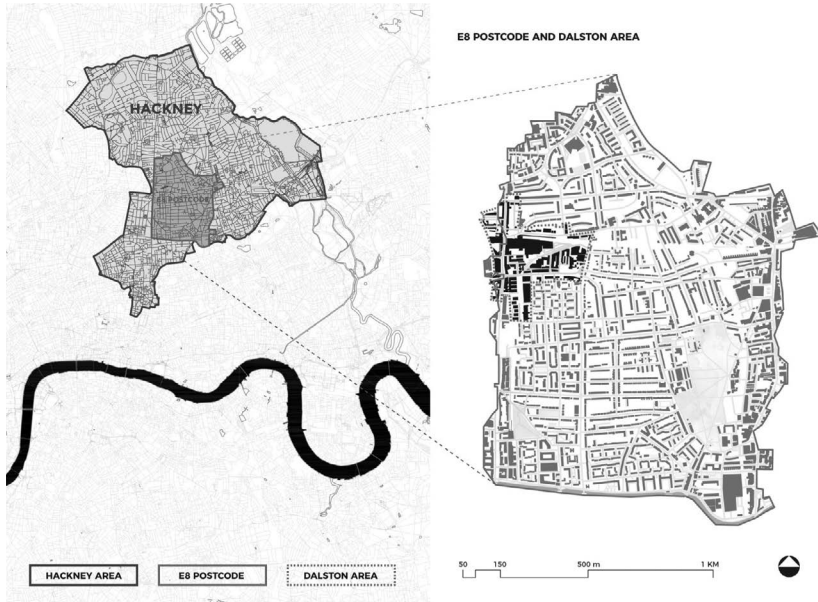 E8 POSTCODE AND DALSTON AREA
HACKNEY
E8 POSTCODE
HACKNEY AREA
E8 POSTCODE
DALSTON AREA
50 150 500 m 1 KM